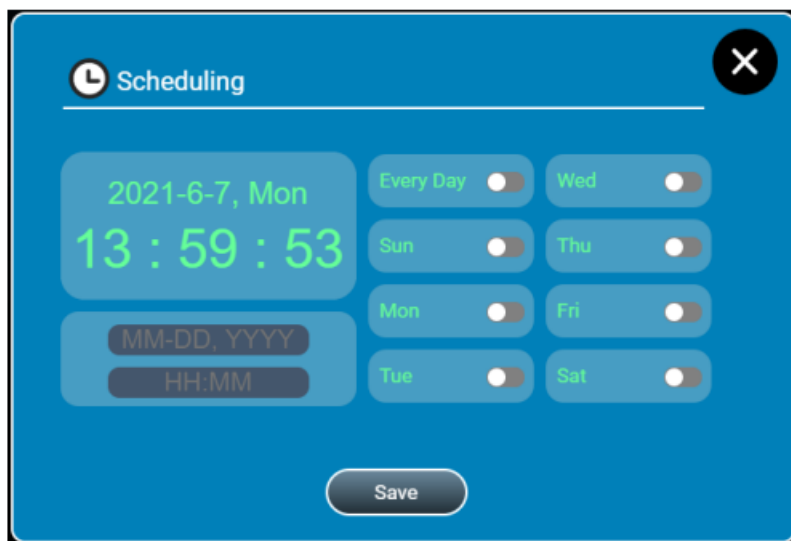 Scheduling
2021-6-7, Mon
13 : 59 : 53
MM-DD, YYYY
HH:MM
Every Day
Wed
Sun
Thu
Mon
Fri
Tue
Sat
Save